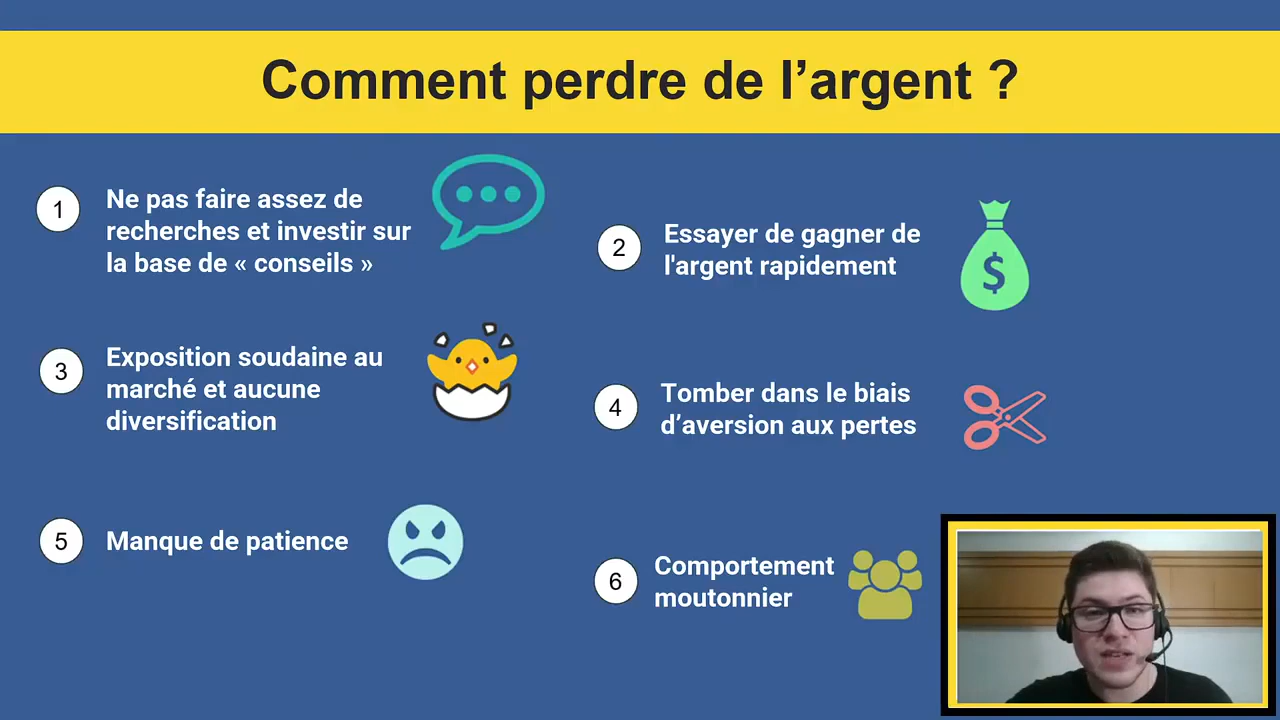 Comment perdre de l’argent ?
1
Ne pas faire assez de
recherches et investir sur
la base de « conseils »
2
Essayer de gagner de
l'argent rapidement
$
3
Exposition soudaine au
marché et aucune
diversification
4
Tomber dans le biais
d’aversion aux pertes
5
Manque de patience
6
Comportement
moutonnier